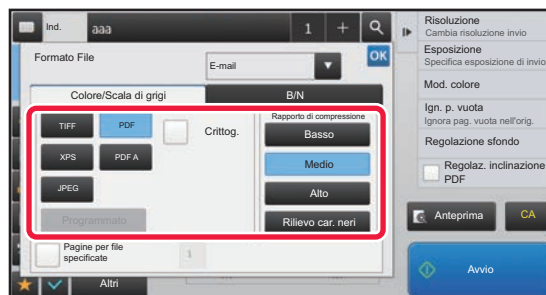 Ind.
aaa
1
Formato File
E-mail
OK
Colore/Scala di grigi
B/N
TIFF
PDF
Crittog.
XPS
PDF A
JPEG
Programmato
Rapporto di compressione
Basso
Medio
Alto
Rilievo car. neri
Pagine per file
specificate
1
Altri
Risoluzione
Cambia risoluzione invio
Esposizione
Specifica esposizione di invio
Mod. colore
Ign. p. vuota
Ignora pag. vuota nell'orig.
Regolazione sfondo
Regolaz. inclinazione
PDF
Anteprima
CA
Avvio